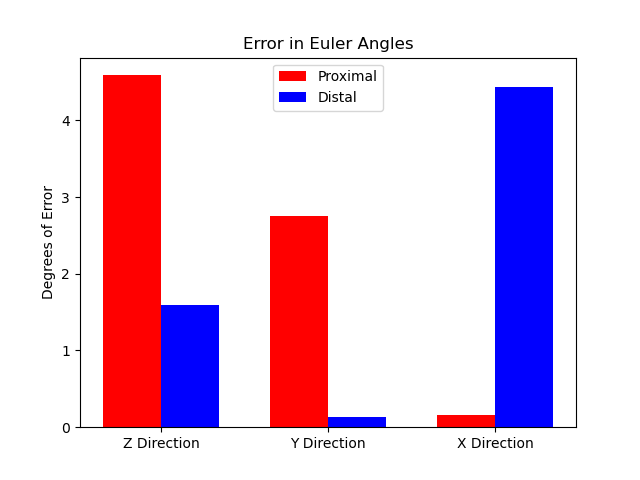 Error in Euler Angles
Proximal
Distal
Degrees of Error
4
3
2
1
0
Z Direction Y Direction X Direction